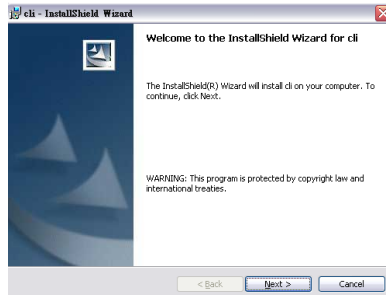 cli - InstallShield Wizard
Welcome to the InstallShield Wizard for cli
The InstallShield(R) Wizard will install cli on your computer. To
continue, click Next.
WARNING: This program is protected by copyright law and
international treaties.
< Back
Next >
Cancel